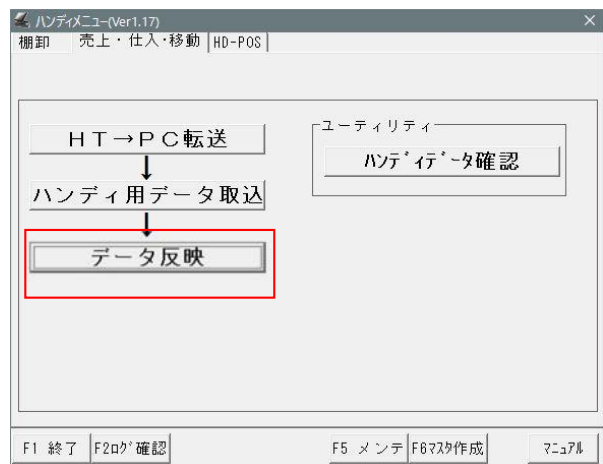 ハンディメニュー(Ver1.17)
棚卸 売上・仕入・移動 HD-POS
HT→PC転送
ハンディ用データ取込
データ反映
ユーティリティ
ﾊﾝﾃﾞｨﾃﾞｰﾀ確認
F1 終了 F2ﾛｸﾞ確認 F5 メンテ F6ﾏｽﾀ作成 ﾏﾆｭｱﾙ